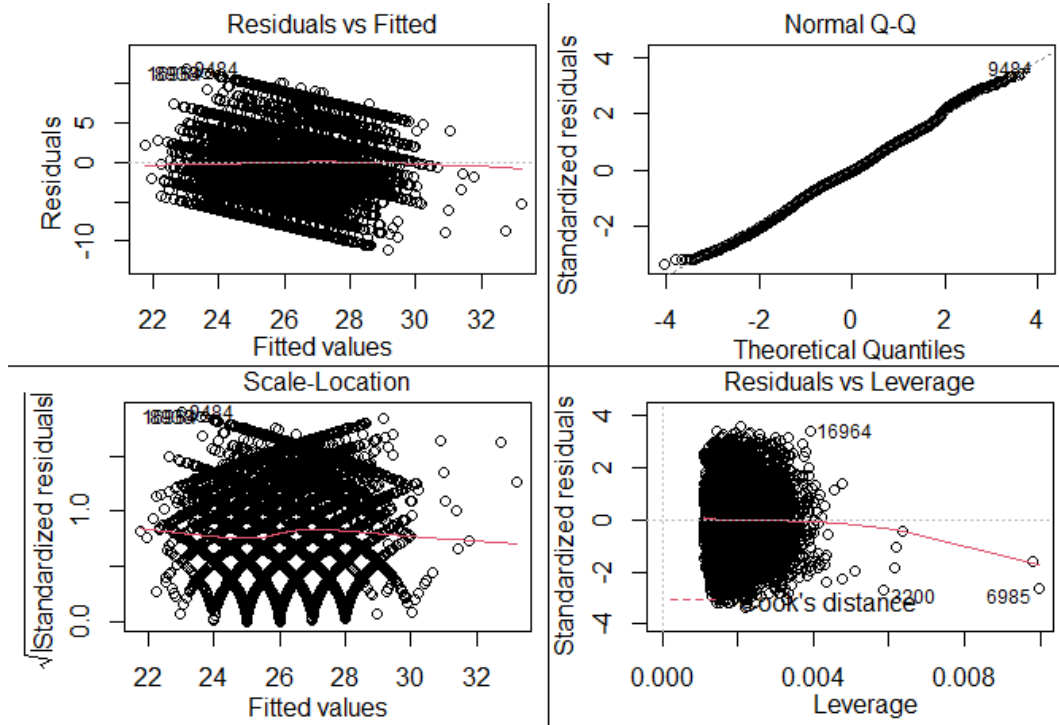 Residuals vs Fitted
Residuals
9484
5
0
-10
22 24 26 28 30 32
Fitted values
Normal Q-Q
Standardized residuals
9484
4
2
0
-2
-4 -2 0 2 4
Theoretical Quantiles
Scale-Location
√|Standardized residuals|
9484
1.0
0.0
22 24 26 28 30 32
Fitted values
Residuals vs Leverage
Standardized residuals
16964
4
2
0
-2
-4
Cook's distance
3200
6985
0.000 0.004 0.008
Leverage